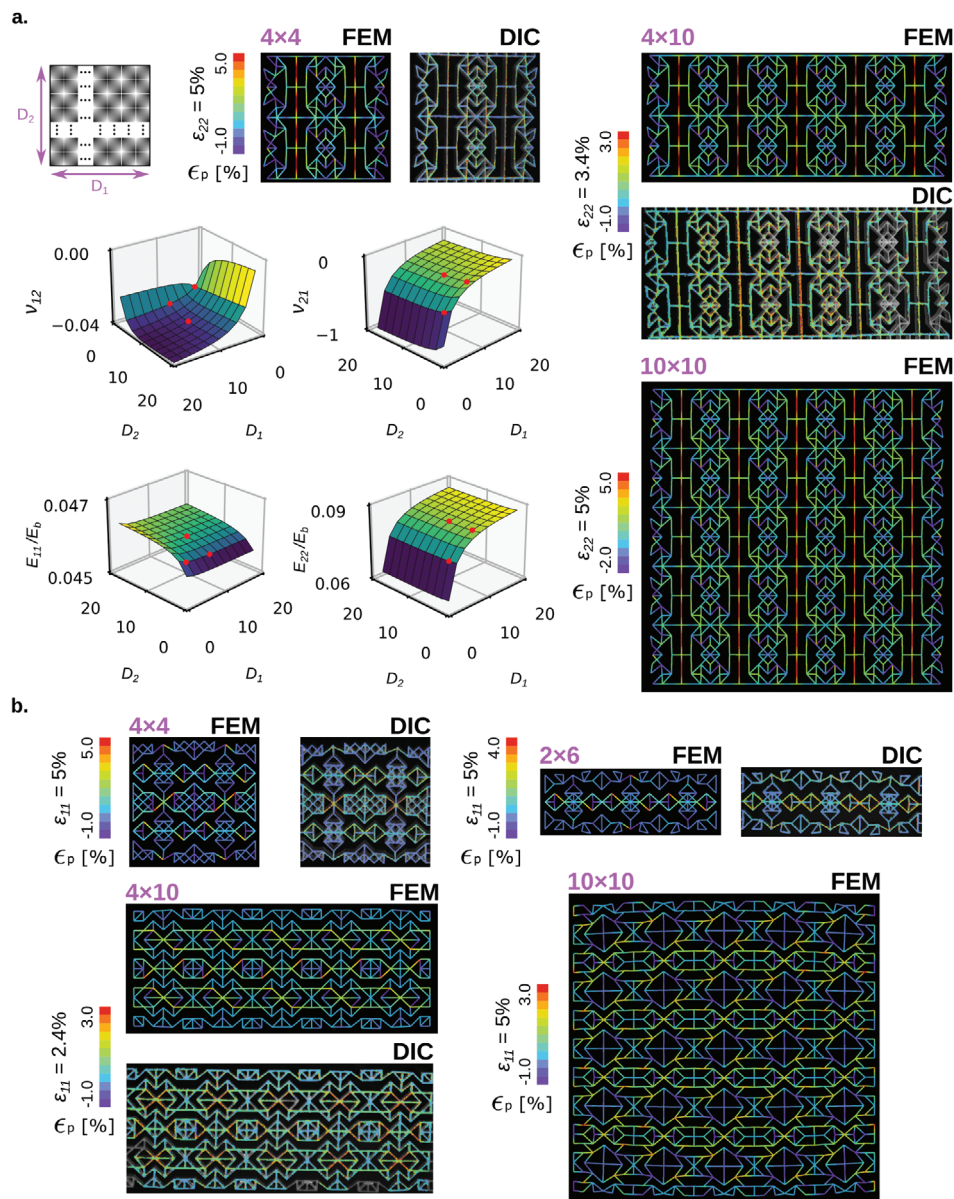 a.
4×4 FEM DIC
ε22 = 5%
5.0
-1.0
ϵp [%]
D2
D1
4×10 FEM
ε22 = 3.4%
3.0
-1.0
ϵp [%]
DIC
0.00
ν12
−0.04
0
10
20
20
10
0
D2
D1
0
ν21
−1
20
10
0
0
10
20
D2
D1
10×10 FEM
ε22 = 5%
5.0
-2.0
ϵp [%]
0.047
E11/Eb
0.045
20
10
0
0
10
20
D2
D1
0.09
E22/Eb
0.06
20
10
0
0
10
20
D2
D1
b.
4×4 FEM DIC
ε11 = 5%
5.0
-1.0
ϵp [%]
2×6 FEM DIC
ε11 = 5%
4.0
-1.0
ϵp [%]
4×10 FEM
ε11 = 2.4%
3.0
-1.0
ϵp [%]
DIC
10×10 FEM
ε11 = 5%
3.0
-1.0
ϵp [%]